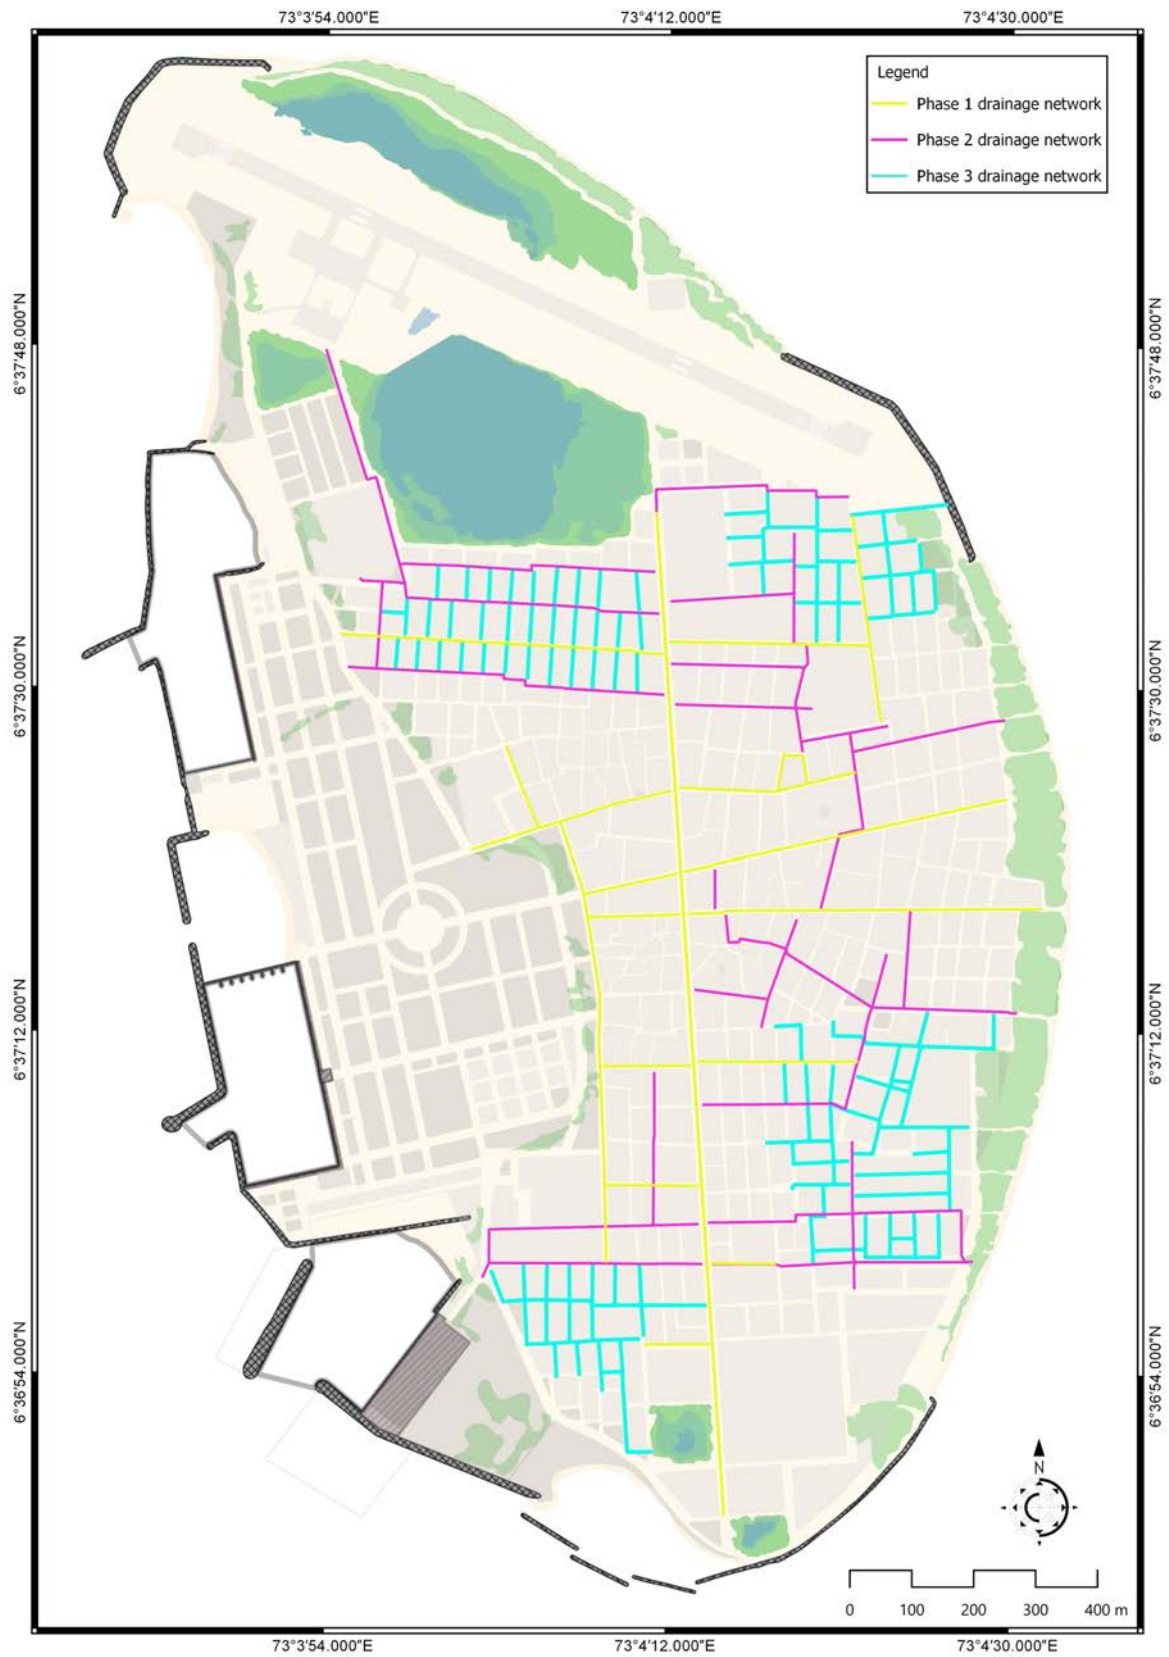 73°3'54.000"E 73°4'12.000"E 73°4'30.000"E
Legend
Phase 1 drainage network
Phase 2 drainage network
Phase 3 drainage network
6°37'48.000"N 6°37'48.000"N
6°37'30.000"N 6°37'30.000"N
6°37'12.000"N 6°37'12.000"N
6°36'54.000"N 6°36'54.000"N
N
0 100 200 300 400 m
73°3'54.000"E 73°4'12.000"E 73°4'30.000"E